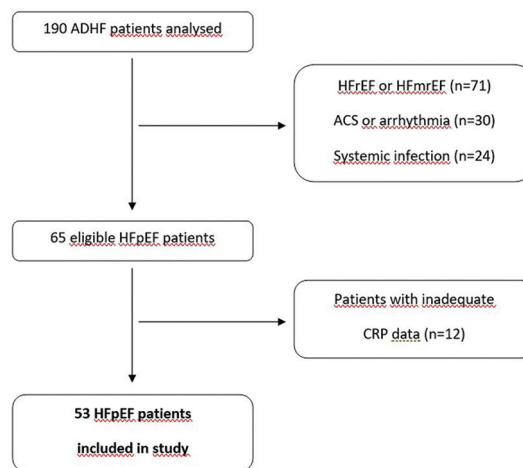 190 ADHF patients analysed
HFrEF or HFmrEF (n=71)
ACS or arrhythmia (n=30)
Systemic infection (n=24)
65 eligible HFpEF patients
Patients with inadequate
CRP data (n=12)
53 HFpEF patients
included in study